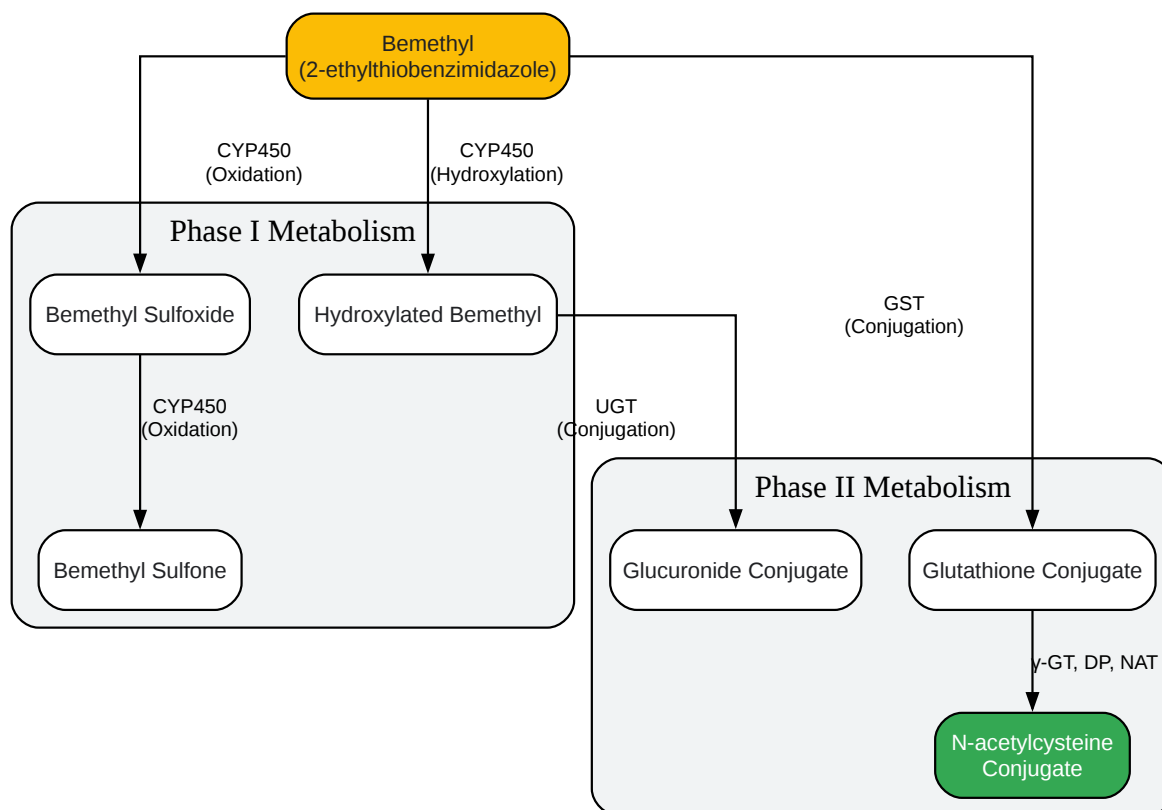 Bemethyl
(2-ethylthiobenzimidazole)
CYP450
(Oxidation)
CYP450
(Hydroxylation)
Phase I Metabolism
Bemethyl Sulfoxide
Hydroxylated Bemethyl
GST
(Conjugation)
CYP450
(Oxidation)
UGT
(Conjugation)
Phase II Metabolism
Bemethyl Sulfone
Glucuronide Conjugate
Glutathione Conjugate
γ-GT, DP, NAT
N-acetylcysteine
Conjugate